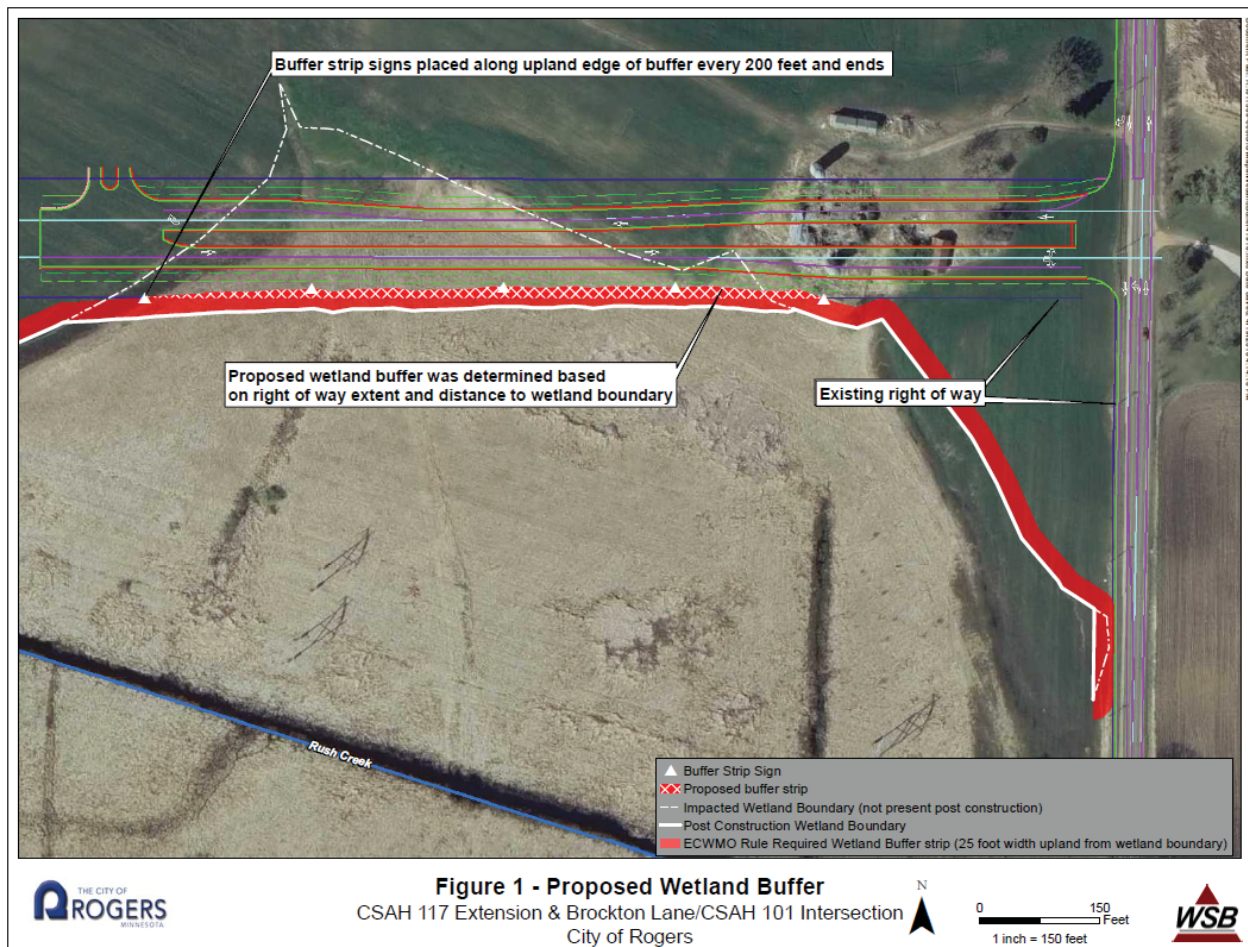 Buffer strip signs placed along upland edge of buffer every 200 feet and ends
Proposed wetland buffer was determined based
on right of way extent and distance to wetland boundary
Existing right of way
Rush Creek
Buffer Strip Sign
Proposed buffer strip
Impacted Wetland Boundary (not present post construction)
Post Construction Wetland Boundary
ECWMO Rule Required Wetland Buffer strip (25 foot width upland from wetland boundary)
THE CITY OF
ROGERS
MINNESOTA
Figure 1 - Proposed Wetland Buffer
CSAH 117 Extension & Brockton Lane/CSAH 101 Intersection
City of Rogers
N
0 150
Feet
1 inch = 150 feet
WSB